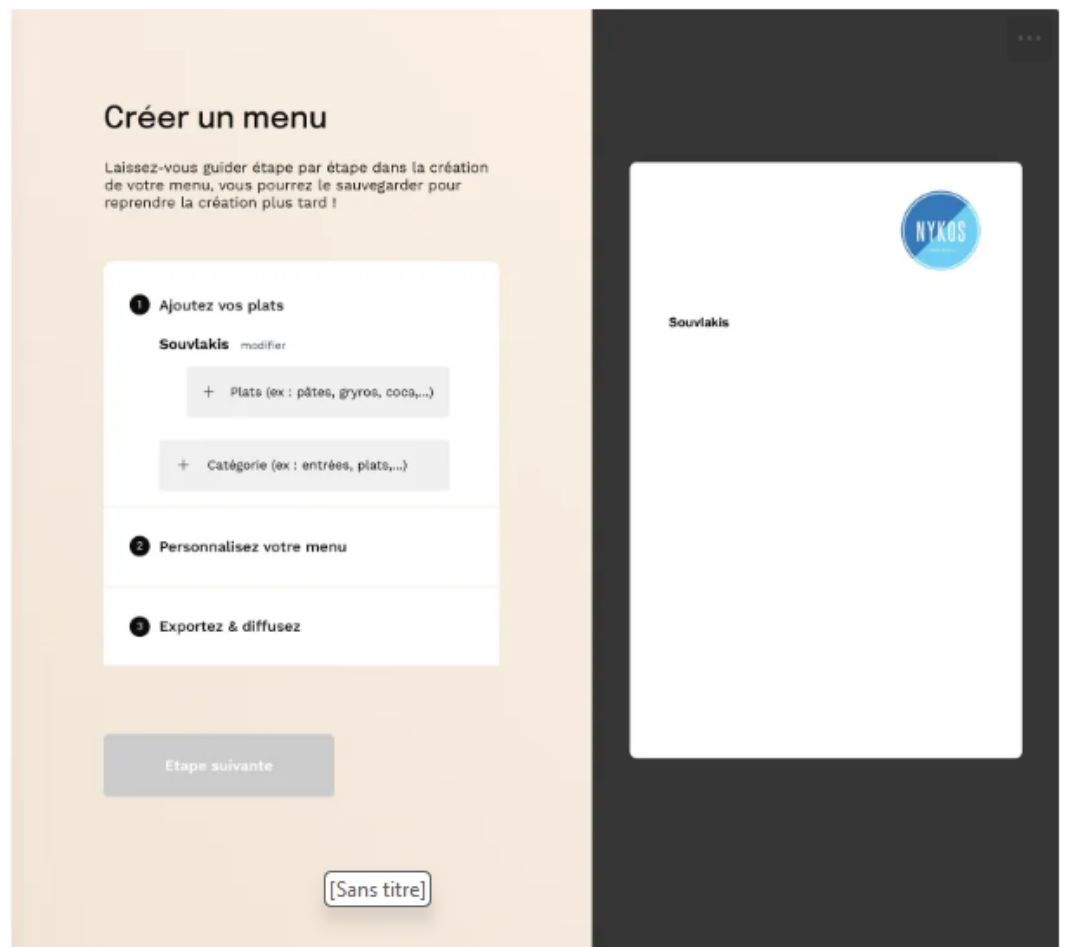 Créer un menu
Laissez-vous guider étape par étape dans la création
de votre menu, vous pourrez le sauvegarder pour
reprendre la création plus tard !
1 Ajoutez vos plats
Souvlakis modifier
+ Plats (ex : pâtes, gryros, coca,...)
+ Catégorie (ex : entrées, plats,...)
2 Personnalisez votre menu
3 Exportez & diffusez
Etape suivante
[Sans titre]
NYKOS
Souvlakis